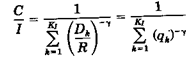 C/I = 1 / ∑_{k=1}^{K_I} (D_k/R)^{-γ} = 1 / ∑_{k=1}^{K_I} (q_k)^{-γ}